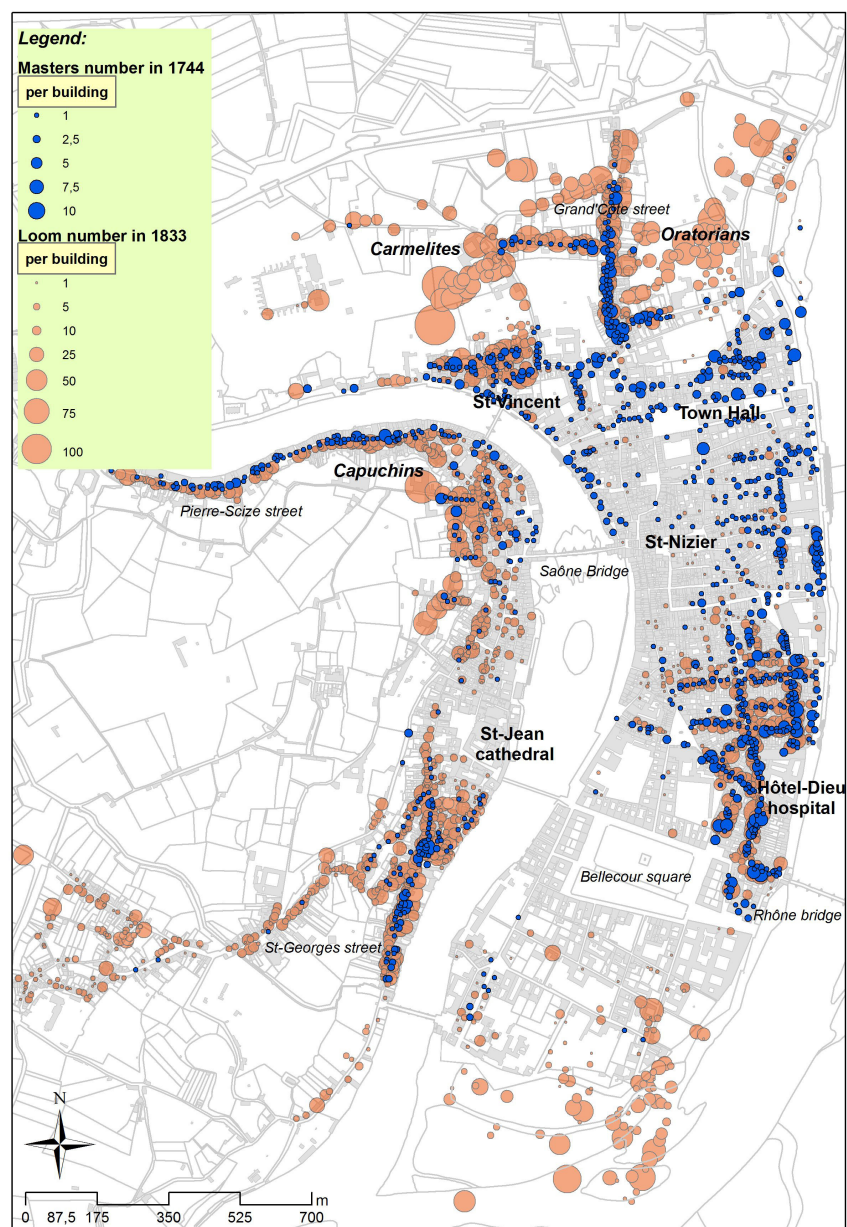 Legend:
Masters number in 1744
per building
1
2,5
5
7,5
10
Loom number in 1833
per building
1
5
10
25
50
75
100
Grand'Côte street
Oratorians
Carmelites
St-Vincent
Town Hall
Capuchins
Pierre-Scize street
St-Nizier
Saône Bridge
St-Jean
cathedral
Hôtel-Dieu
hospital
Bellecour square
Rhône bridge
St-Georges street
N
0 87,5 175 350 525 700 m